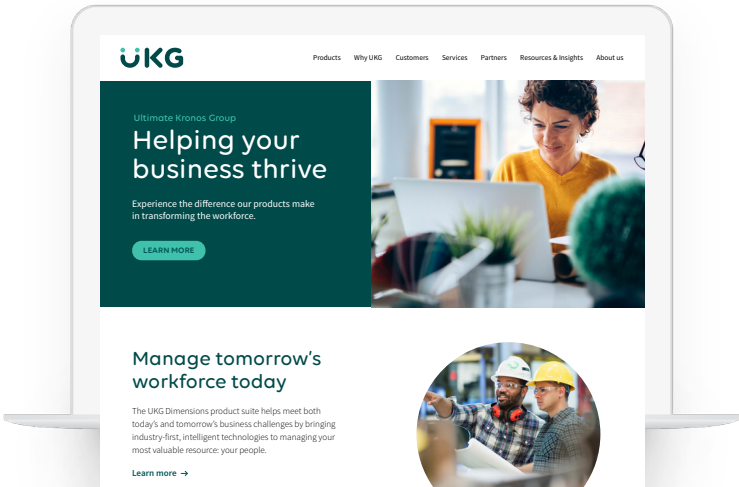 UKG
Products Why UKG Customers Services Partners Resources & Insights About us
Ultimate Kronos Group
Helping your
business thrive
Experience the difference our products make
in transforming the workforce.
LEARN MORE
Manage tomorrow's
workforce today
The UKG Dimensions product suite helps meet both
today's and tomorrow's business challenges by bringing
industry-first, intelligent technologies to managing your
most valuable resource: your people.
Learn more →